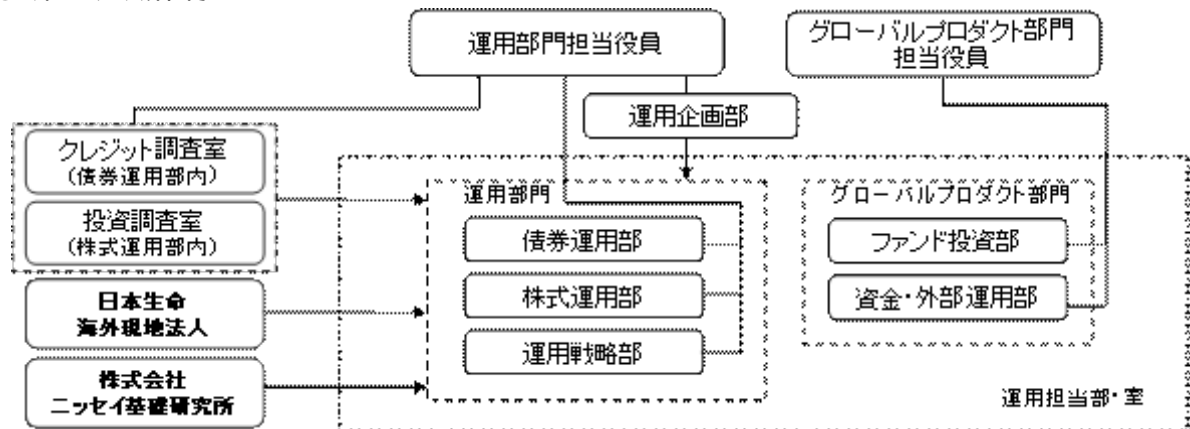 運用部門担当役員
グローバルプロダクト部門
担当役員
運用企画部
クレジット調査室
(債券運用部内)
投資調査室
(株式運用部内)
日本生命
海外現地法人
株式会社
ニッセイ基礎研究所
運用部門
債券運用部
株式運用部
運用戦略部
グローバルプロダクト部門
ファンド投資部
資金・外部運用部
運用担当部・室